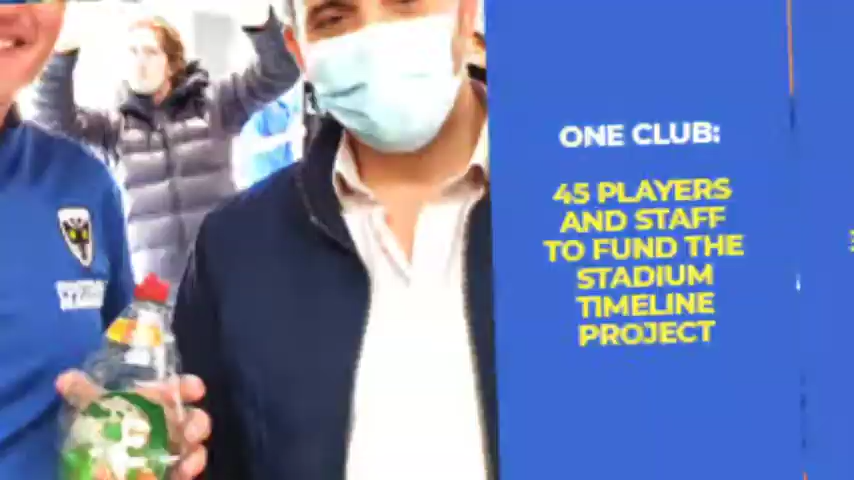 ONE CLUB:
45 PLAYERS
AND STAFF
TO FUND THE
STADIUM
TIMELINE
PROJECT